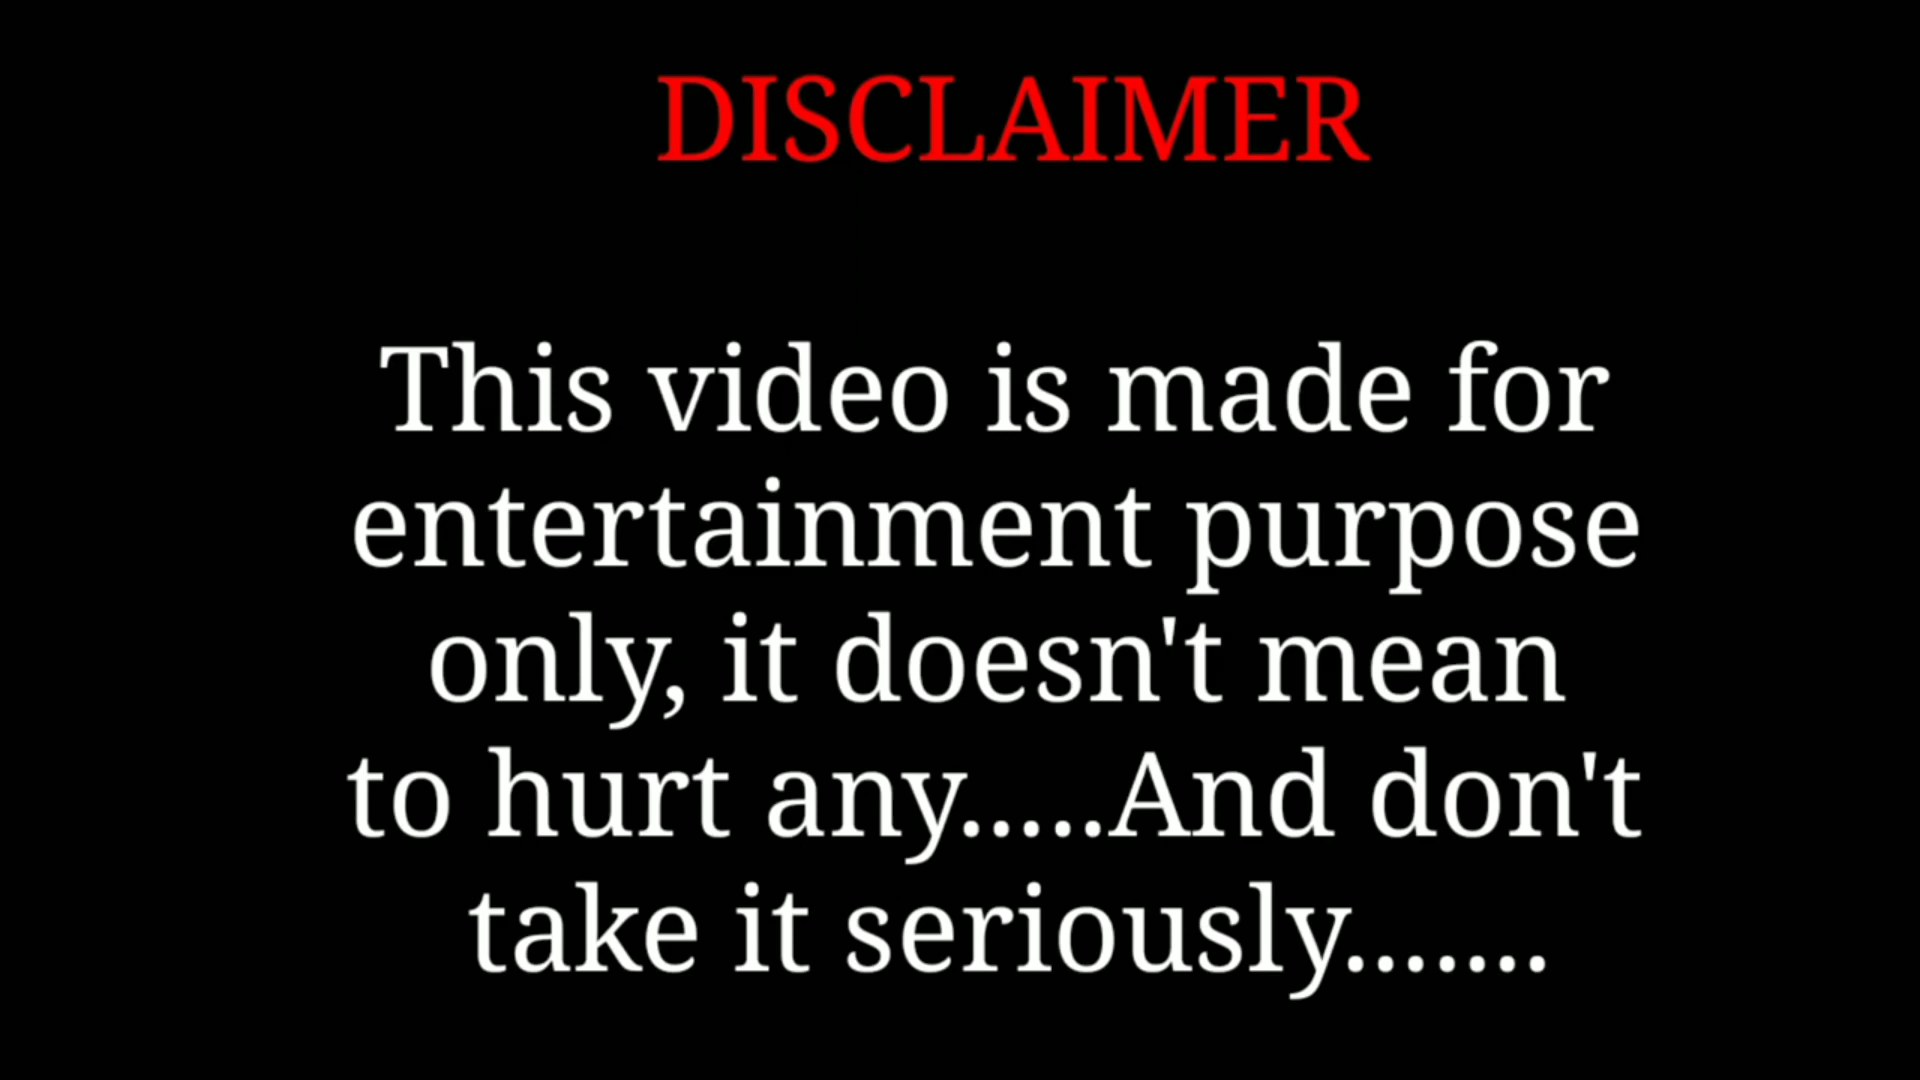 DISCLAIMER
This video is made for
entertainment purpose
only, it doesn't mean
to hurt any.....And don't
take it seriously.......